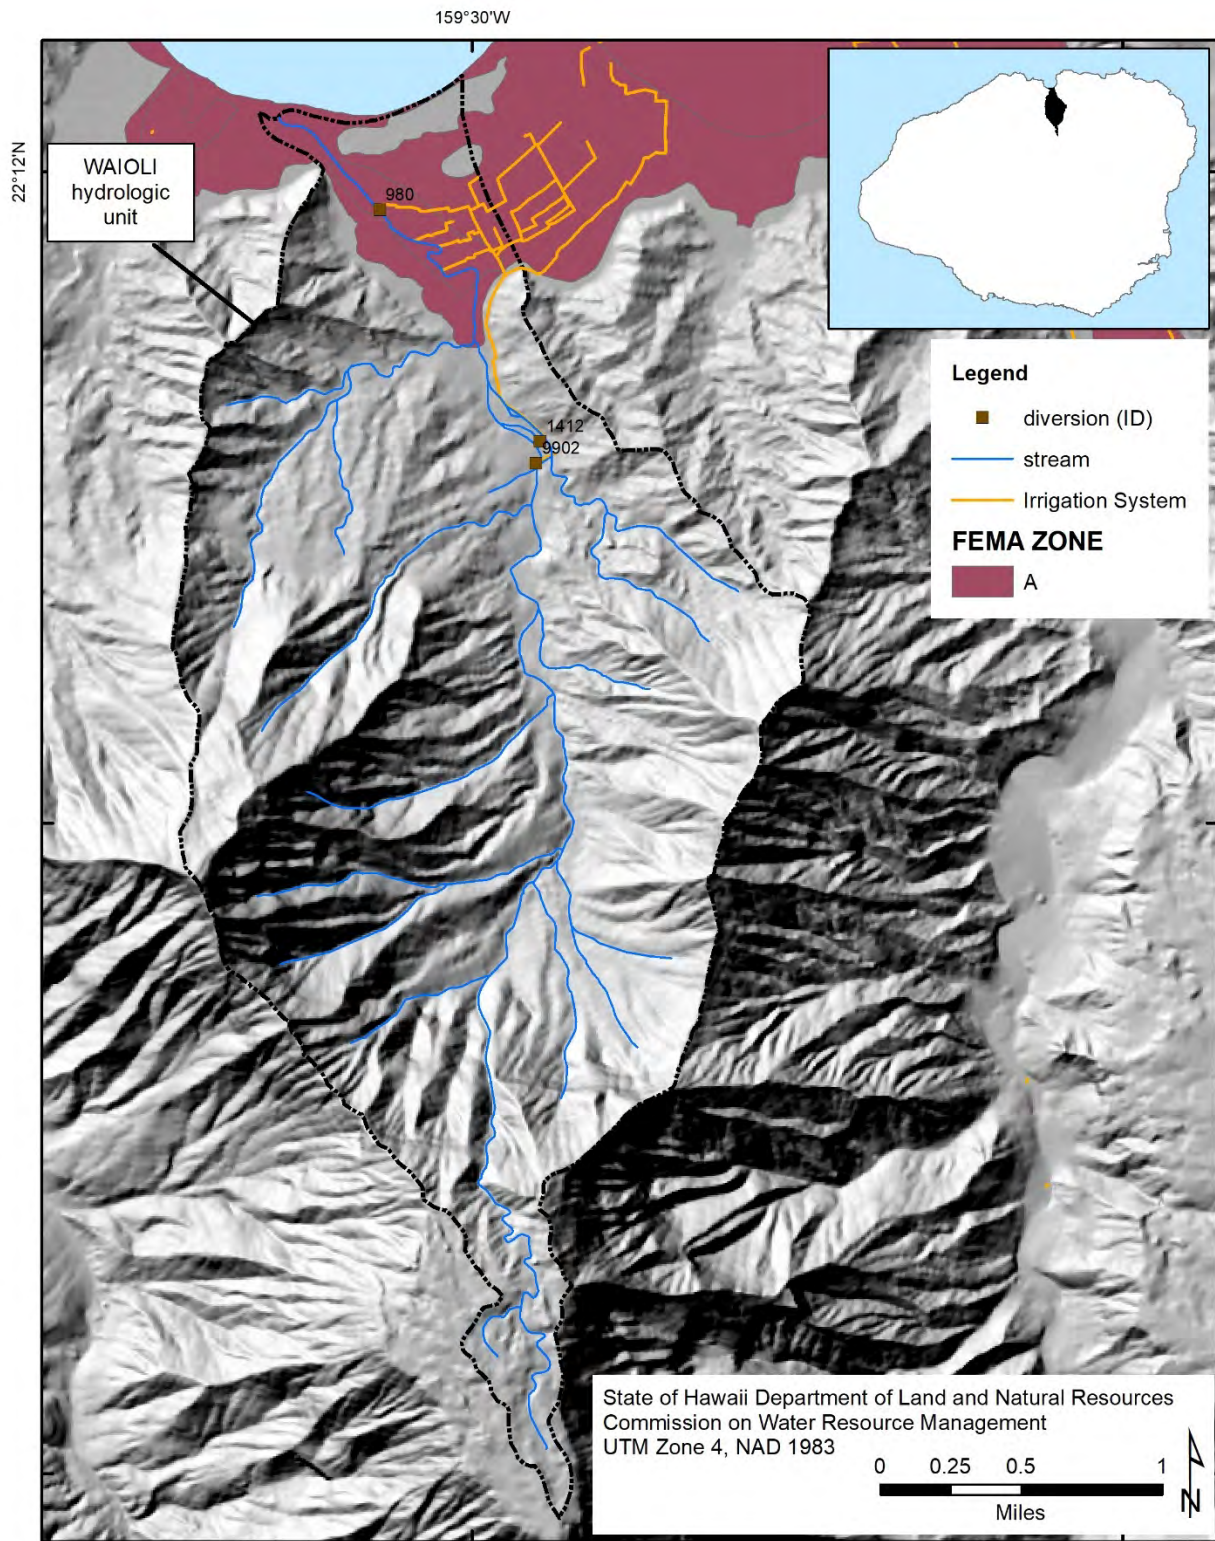 159°30'W
22°12'N
WAIOLI
hydrologic
unit
980
1412
9902
Legend
diversion (ID)
stream
Irrigation System
FEMA ZONE
A
State of Hawaii Department of Land and Natural Resources
Commission on Water Resource Management
UTM Zone 4, NAD 1983
0 0.25 0.5 1
Miles
N